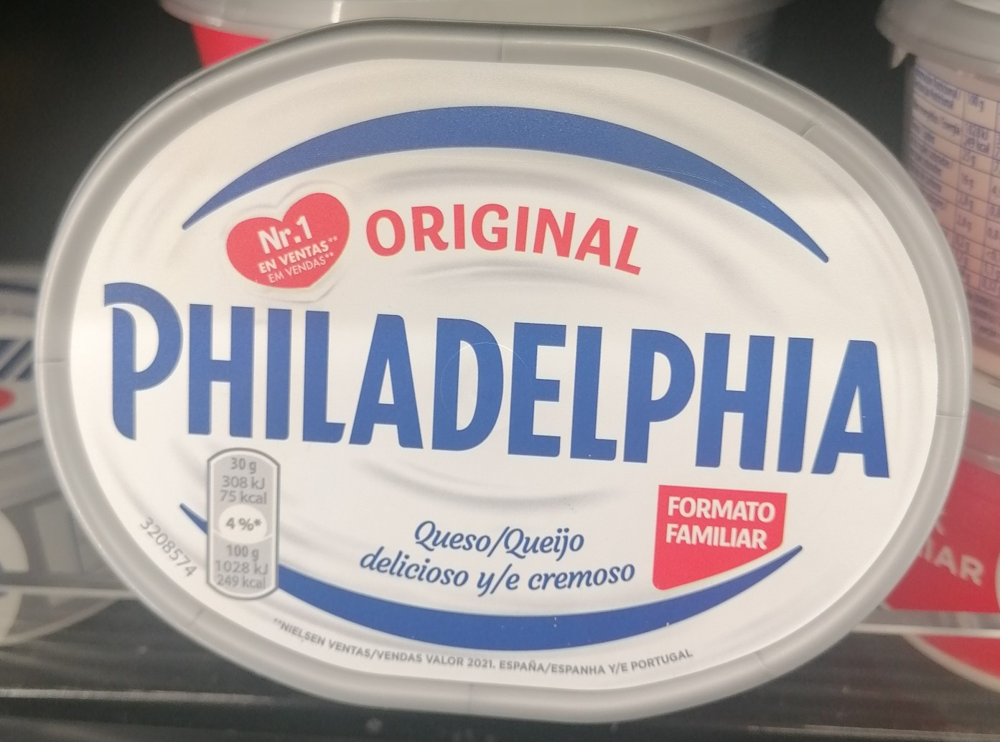 Nr.1
EN VENTAS**
EM VENDAS**
ORIGINAL
PHILADELPHIA
30 g
308 kJ
75 kcal
4 %*
100 g
1028 kJ
249 kcal
3208574
Queso/Queijo
delicioso y/e cremoso
FORMATO
FAMILIAR
**NIELSEN VENTAS/VENDAS VALOR 2021. ESPAÑA/ESPANHA Y/E PORTUGAL